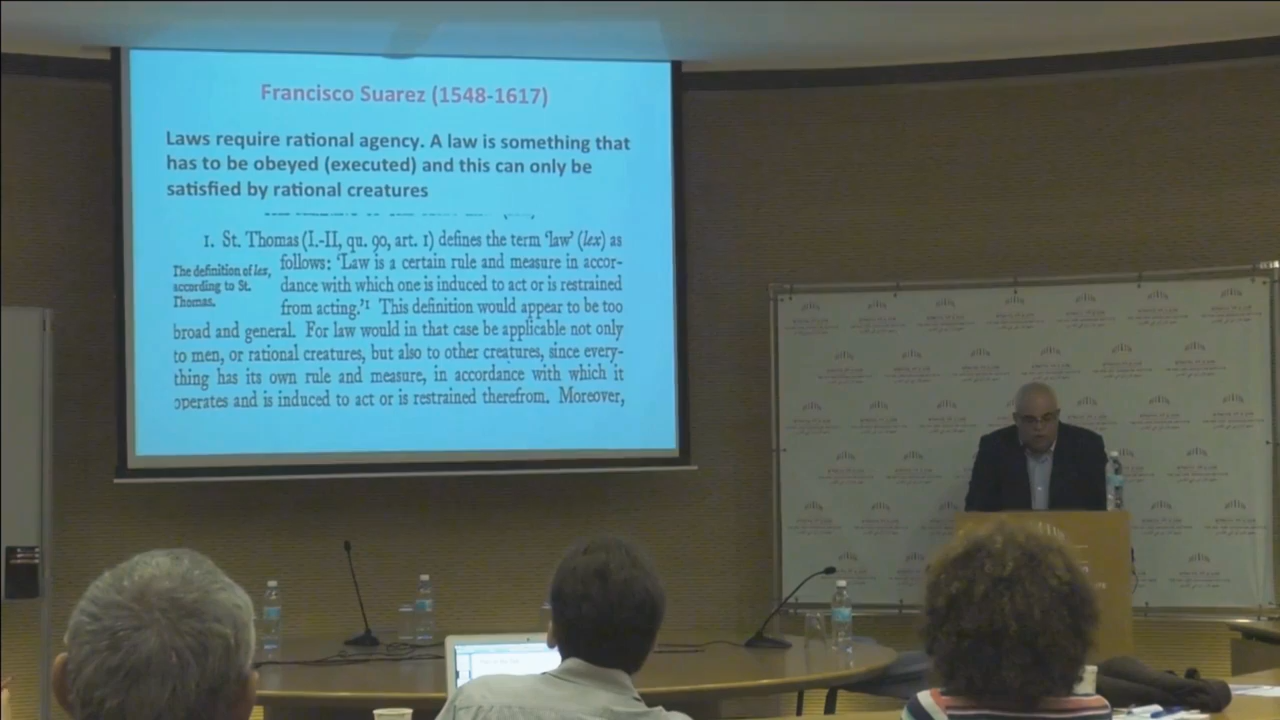 Francisco Suarez (1548-1617)
Laws require rational agency. A law is something that
has to be obeyed (executed) and this can only be
satisfied by rational creatures
1. St. Thomas (I.-II, qu. 90, art. 1) defines the term 'law' (lex) as
The definition of lex,
according to St.
Thomas.
follows: 'Law is a certain rule and measure in accor-
dance with which one is induced to act or is restrained
from acting.'1 This definition would appear to be too
broad and general. For law would in that case be applicable not only
to men, or rational creatures, but also to other creatures, since every-
thing has its own rule and measure, in accordance with which it
operates and is induced to act or is restrained therefrom. Moreover,